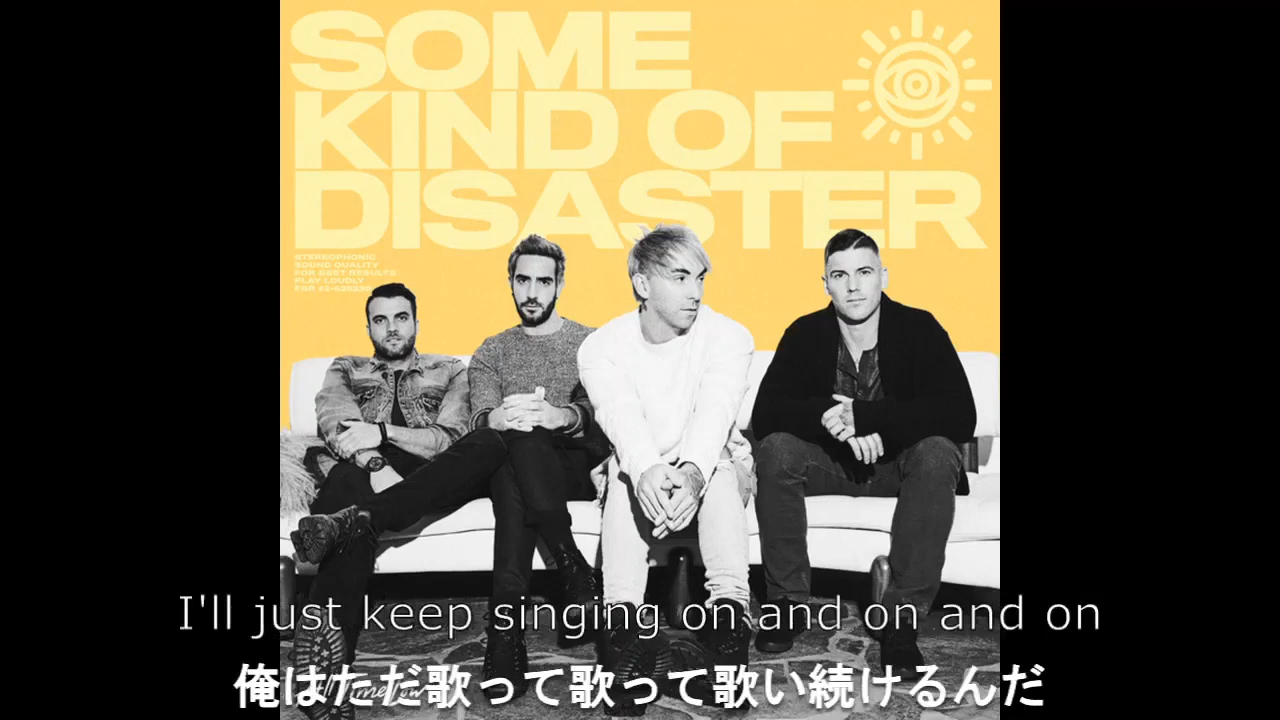 SOME
KIND OF
DISASTER
STEREOPHONIC
SOUND QUALITY
FOR BEST RESULTS
PLAY LOUDLY
I'll just keep singing on and on and on
俺はただ歌って歌って歌い続けるんだ